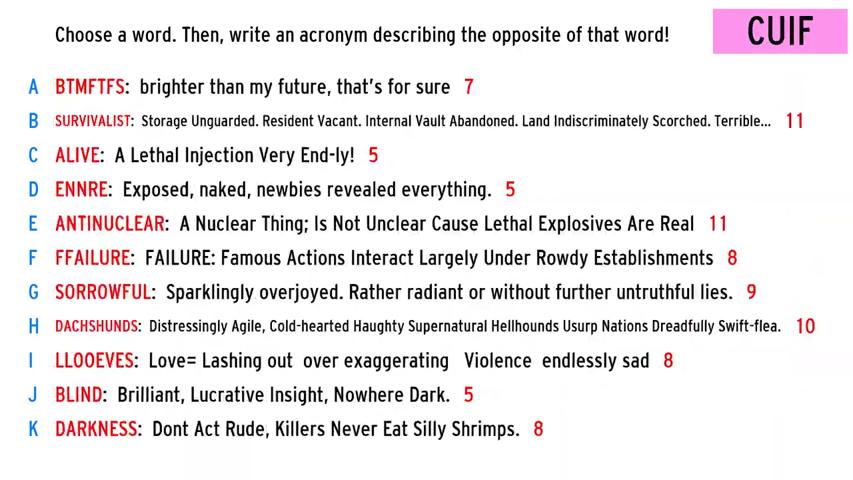 Choose a word. Then, write an acronym describing the opposite of that word!
CUIF
A BTMFTFS: brighter than my future, that's for sure 7
B SURVIVALIST: Storage Unguarded. Resident Vacant. Internal Vault Abandoned. Land Indiscriminately Scorched. Terrible... 11
C ALIVE: A Lethal Injection Very End-ly! 5
D ENNRE: Exposed, naked, newbies revealed everything. 5
E ANTINUCLEAR: A Nuclear Thing; Is Not Unclear Cause Lethal Explosives Are Real 11
F FFAILURE: FAILURE: Famous Actions Interact Largely Under Rowdy Establishments 8
G SORROWFUL: Sparklingly overjoyed. Rather radiant or without further untruthful lies. 9
H DACHSHUNDS: Distressingly Agile, Cold-hearted Haughty Supernatural Hellhounds Usurp Nations Dreadfully Swift-flea. 10
I LLOOEVES: Love= Lashing out over exaggerating Violence endlessly sad 8
J BLIND: Brilliant, Lucrative Insight, Nowhere Dark. 5
K DARKNESS: Dont Act Rude, Killers Never Eat Silly Shrimps. 8